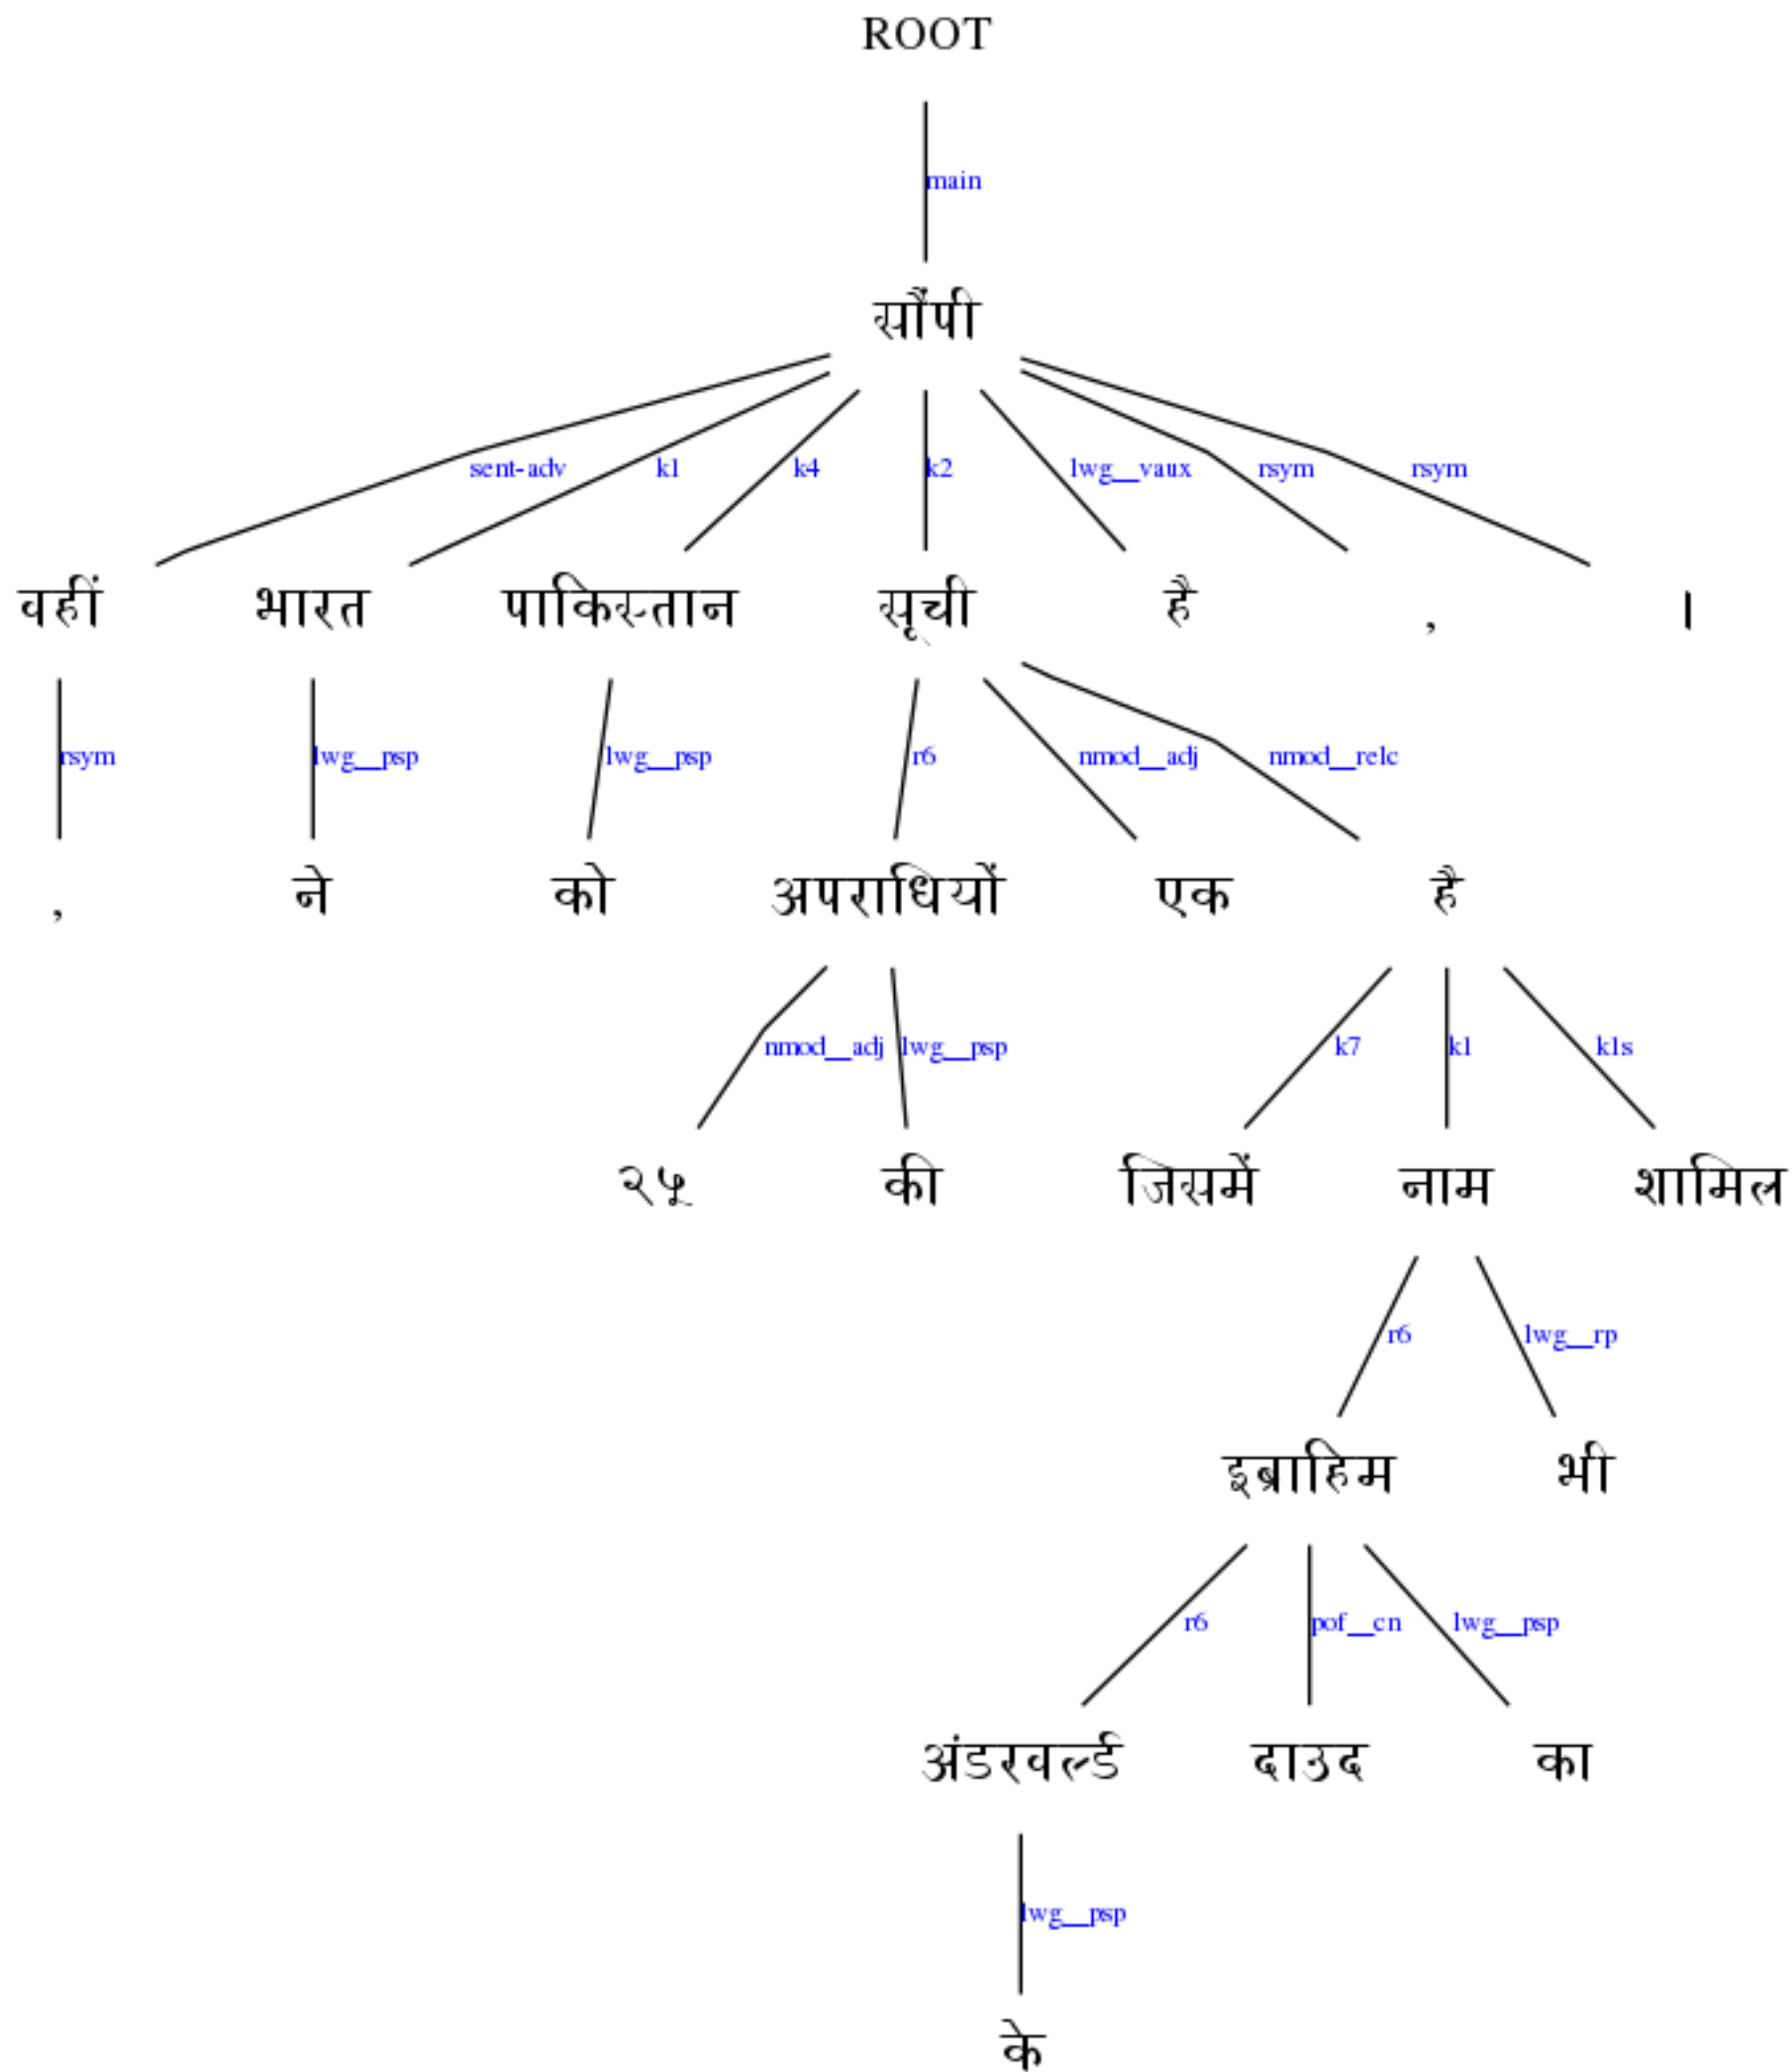 ROOT
main
सौंपी
sent-adv k1 k4 k2 lwg__vaux rsym rsym
वहीं भारत पाकिस्तान सूची है , ।
rsym lwg__psp lwg__psp r6 nmod__adj nmod__relc
, ने को अपराधियों एक है
nmod__adj lwg__psp k7 k1 k1s
२५ की जिसमें नाम शामिल
r6 lwg__rp
इब्राहिम भी
r6 pof__cn lwg__psp
अंडरवर्ल्ड दाउद का
lwg__psp
के